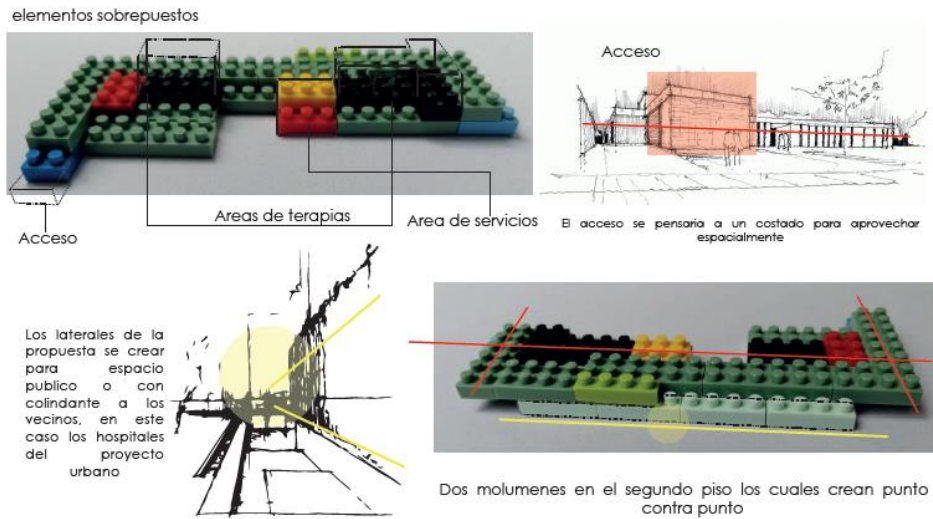 elementos sobrepuestos
Acceso
Areas de terapias
Area de servicios
Acceso
El acceso se pensaria a un costado para aprovechar
espacialmente
Los laterales de la
propuesta se crear
para espacio
publico o con
colindante a los
vecinos, en este
caso los hospitales
del proyecto
urbano
Dos molumenes en el segundo piso los cuales crean punto
contra punto